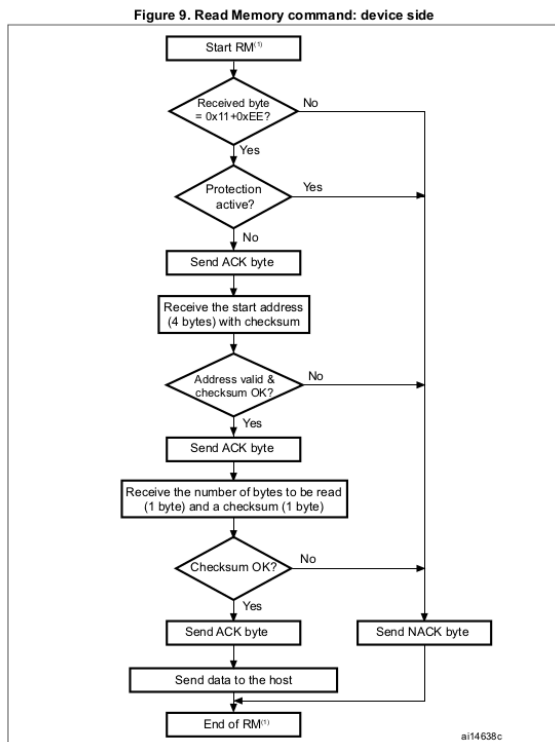 Figure 9. Read Memory command: device side
Start RM(1)
Received byte
= 0x11+0xEE?
No
Yes
Protection
active?
Yes
No
Send ACK byte
Receive the start address
(4 bytes) with checksum
Address valid &
checksum OK?
No
Yes
Send ACK byte
Receive the number of bytes to be read
(1 byte) and a checksum (1 byte)
Checksum OK?
No
Yes
Send ACK byte
Send NACK byte
Send data to the host
End of RM(1)
ai14638c